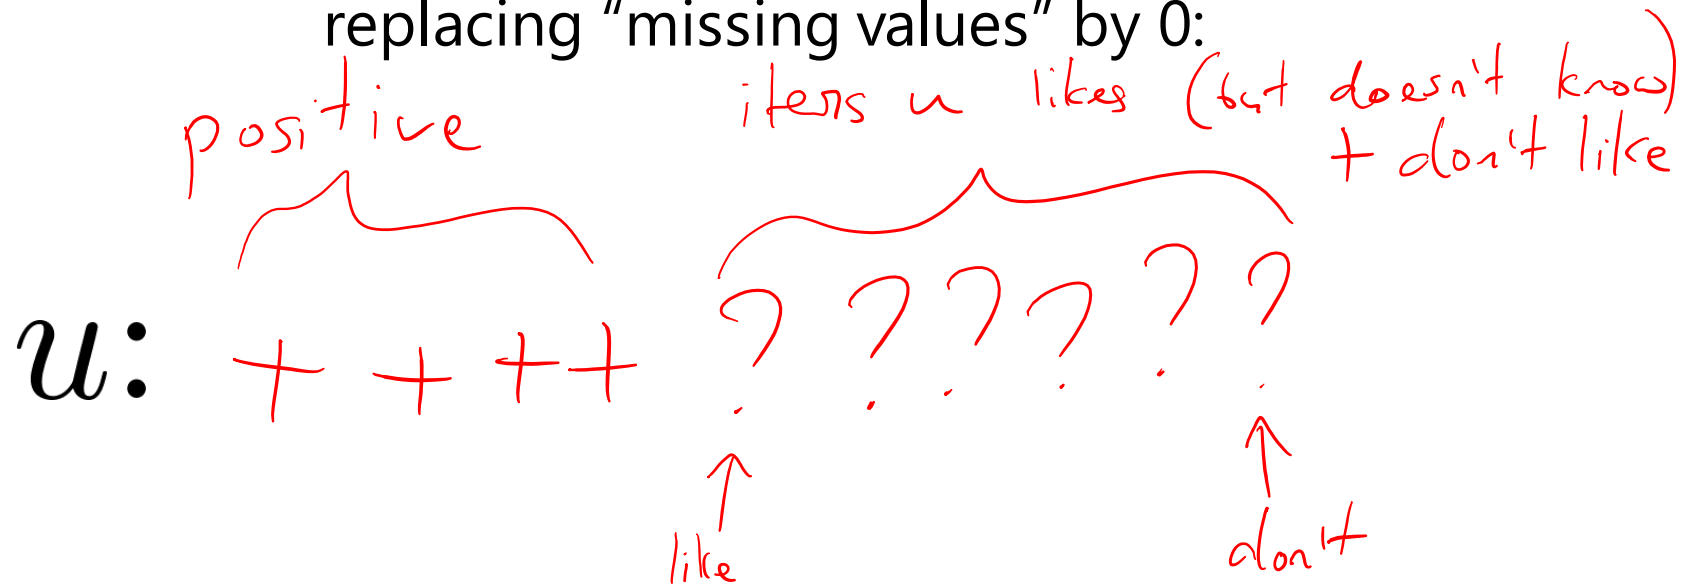 replacing “missing values” by 0:
positive
items u likes (but doesn't know)
+ don't like
u: + + + + ? ? ? ? ? ?
like
don't